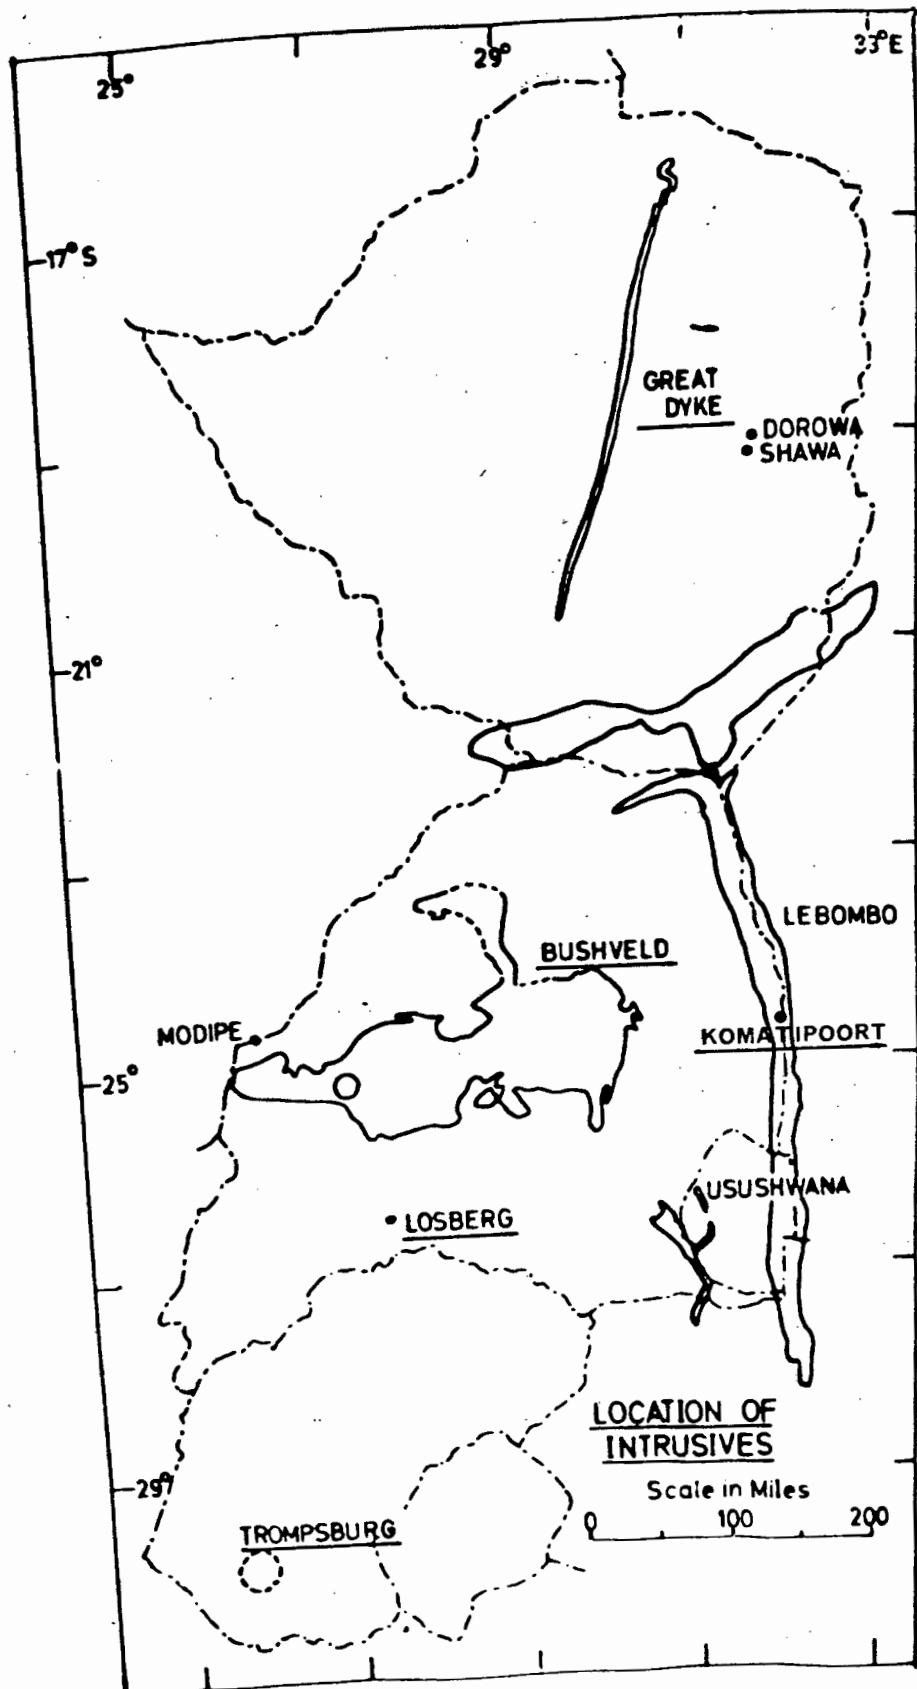 25°
29°
33°E
17°S
GREAT
DYKE
DOROWA
SHAWA
21°
LEBOMBO
BUSHVELD
MODIPE
KOMATIPOORT
25°
USUSHWANA
LOSBERG
LOCATION OF
INTRUSIVES
29°
Scale in Miles
0 100 200
TROMPSBURG